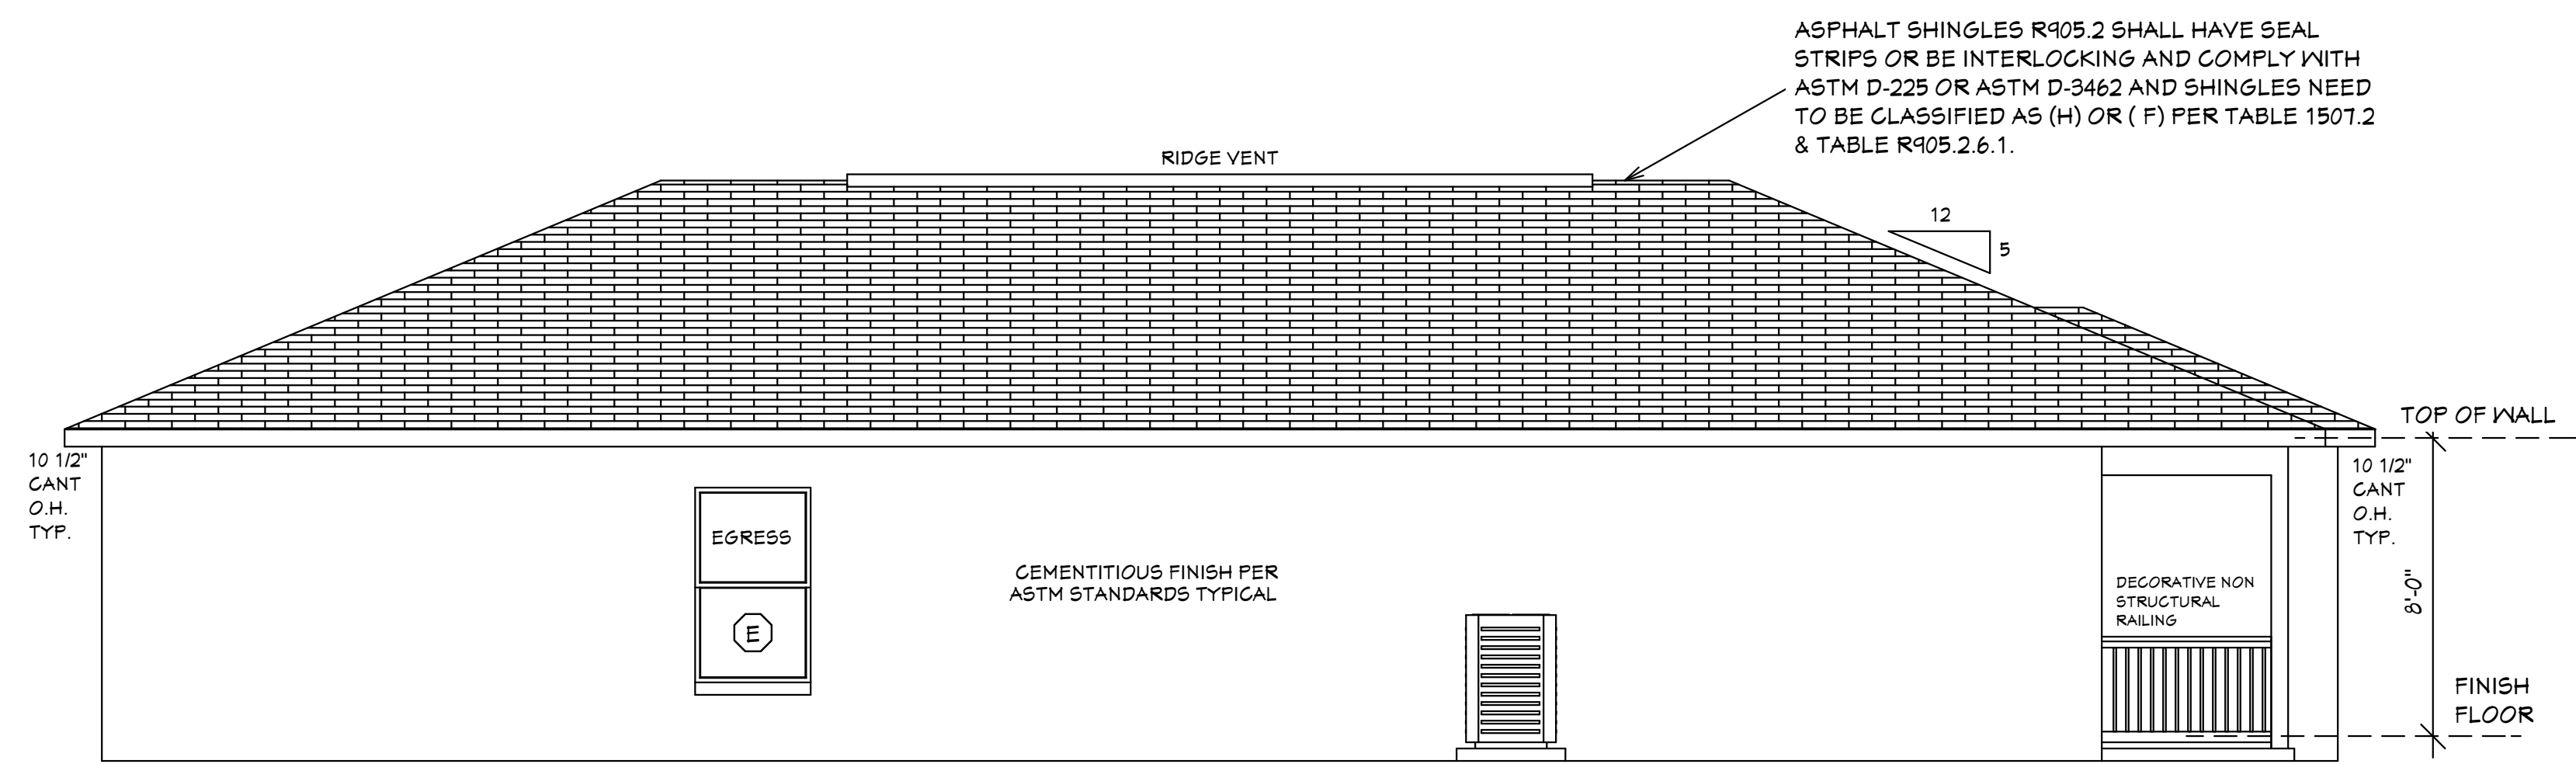 ASPHALT SHINGLES R905.2 SHALL HAVE SEAL
STRIPS OR BE INTERLOCKING AND COMPLY WITH
ASTM D-225 OR ASTM D-3462 AND SHINGLES NEED
TO BE CLASSIFIED AS (H) OR ( F) PER TABLE 1507.2
& TABLE R905.2.6.1.
RIDGE VENT
12
5
TOP OF WALL
10 1/2"
CANT
O.H.
TYP.
EGRESS
E
CEMENTITIOUS FINISH PER
ASTM STANDARDS TYPICAL
DECORATIVE NON
STRUCTURAL
RAILING
10 1/2"
CANT
O.H.
TYP.
8'-0"
FINISH
FLOOR